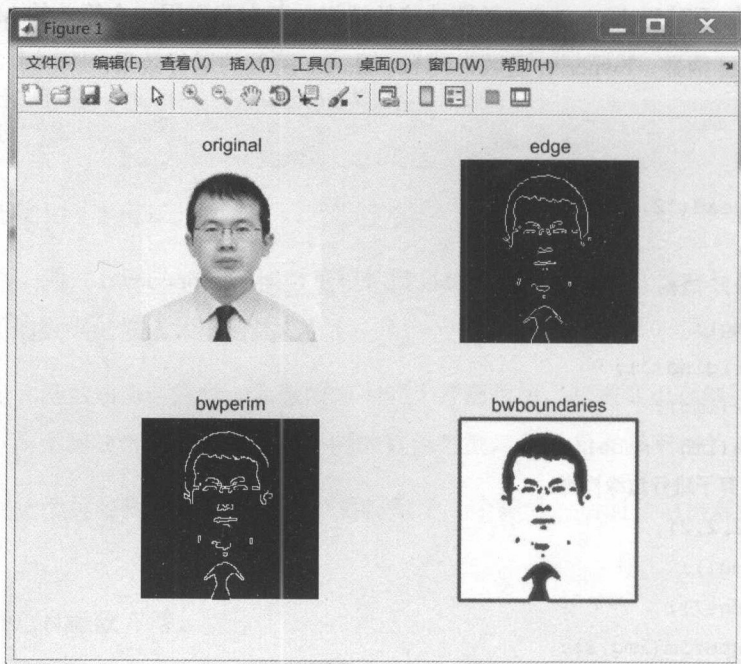 Figure 1
文件(F) 编辑(E) 查看(V) 插入(I) 工具(T) 桌面(D) 窗口(W) 帮助(H)
original
edge
bwperim
bwboundaries